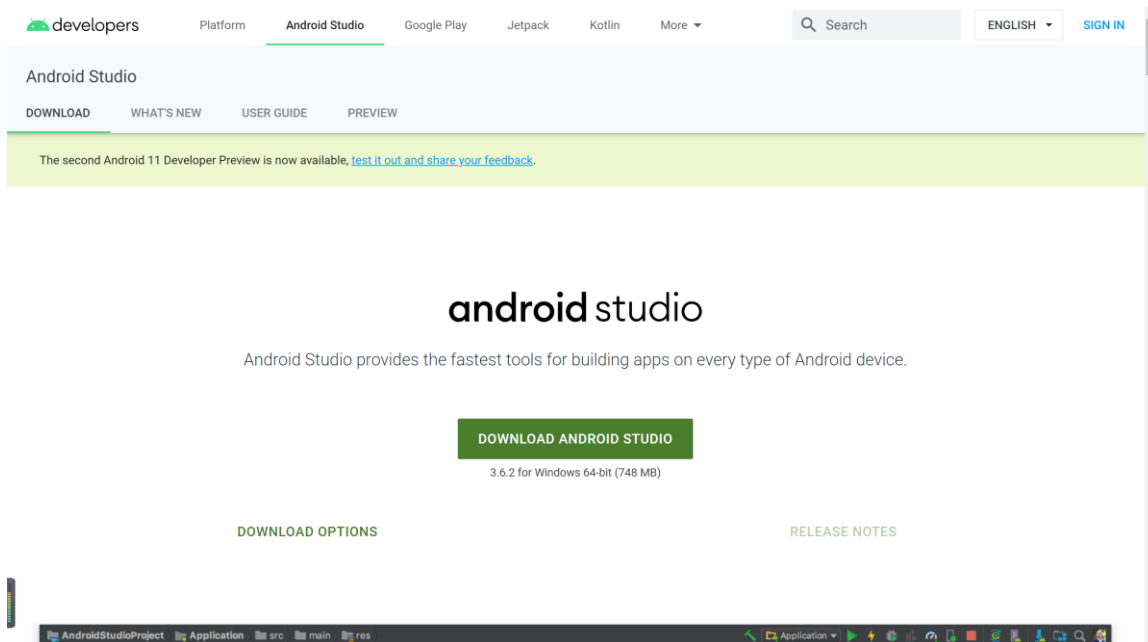 developers Platform Android Studio Google Play Jetpack Kotlin More Search ENGLISH SIGN IN
Android Studio
DOWNLOAD WHAT'S NEW USER GUIDE PREVIEW
The second Android 11 Developer Preview is now available, test it out and share your feedback.
android studio
Android Studio provides the fastest tools for building apps on every type of Android device.
DOWNLOAD ANDROID STUDIO
3.6.2 for Windows 64-bit (748 MB)
DOWNLOAD OPTIONS RELEASE NOTES
AndroidStudioProject Application src main res Application